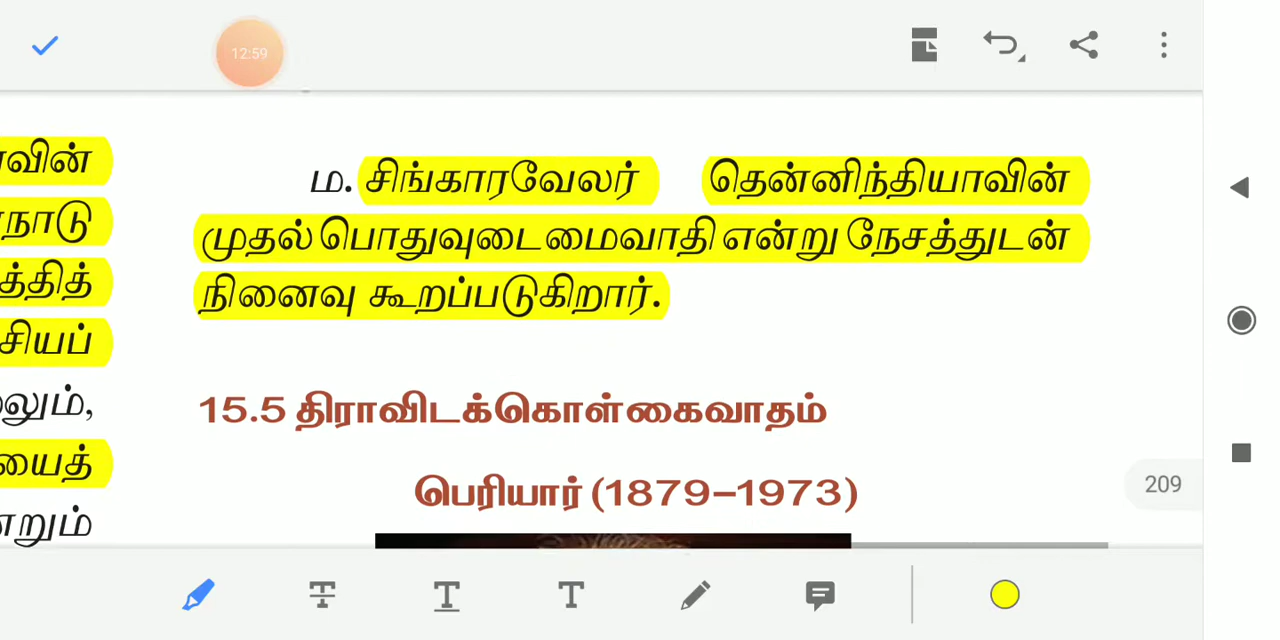 12:59
ம. சிங்காரவேலர் தென்னிந்தியாவின்
முதல் பொதுவுடைமைவாதி என்று நேசத்துடன்
நினைவு கூறப்படுகிறார்.
15.5 திராவிடக்கொள்கைவாதம்
பெரியார் (1879–1973)
209